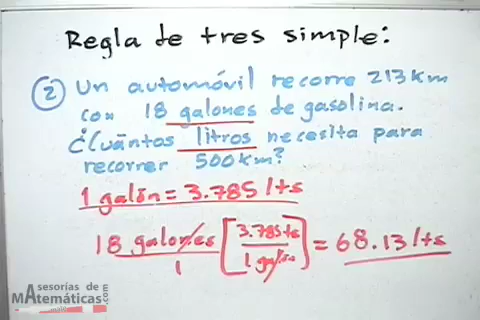 Regla de tres simple:
2 Un automóvil recorre 213 km
con 18 galones de gasolina.
¿Cuántos litros necesita para
recorrer 500 km?
1 galón = 3.785 lts
18 galones/1 [3.785 lts/1 galón] = 68.13 lts
Asesorías de
Matemáticas.com